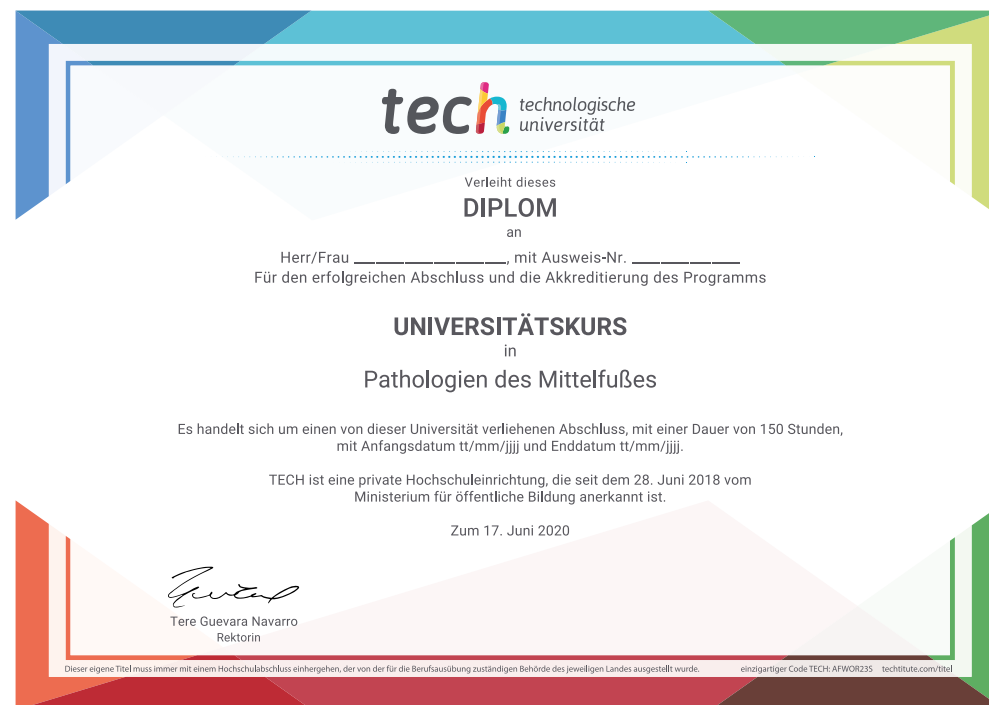 tech technologische
universität
Verleiht dieses
DIPLOM
an
Herr/Frau __________________, mit Ausweis-Nr. _____________
Für den erfolgreichen Abschluss und die Akkreditierung des Programms
UNIVERSITÄTSKURS
in
Pathologien des Mittelfußes
Es handelt sich um einen von dieser Universität verliehenen Abschluss, mit einer Dauer von 150 Stunden,
mit Anfangsdatum tt/mm/jjjj und Enddatum tt/mm/jjjj.
TECH ist eine private Hochschuleinrichtung, die seit dem 28. Juni 2018 vom
Ministerium für öffentliche Bildung anerkannt ist.
Zum 17. Juni 2020
Tere Guevara Navarro
Rektorin
Dieser eigene Titel muss immer mit einem Hochschulabschluss einhergehen, der von der für die Berufsausübung zuständigen Behörde des jeweiligen Landes ausgestellt wurde. einzigartiger Code TECH: AFWOR23S techtitute.com/titel